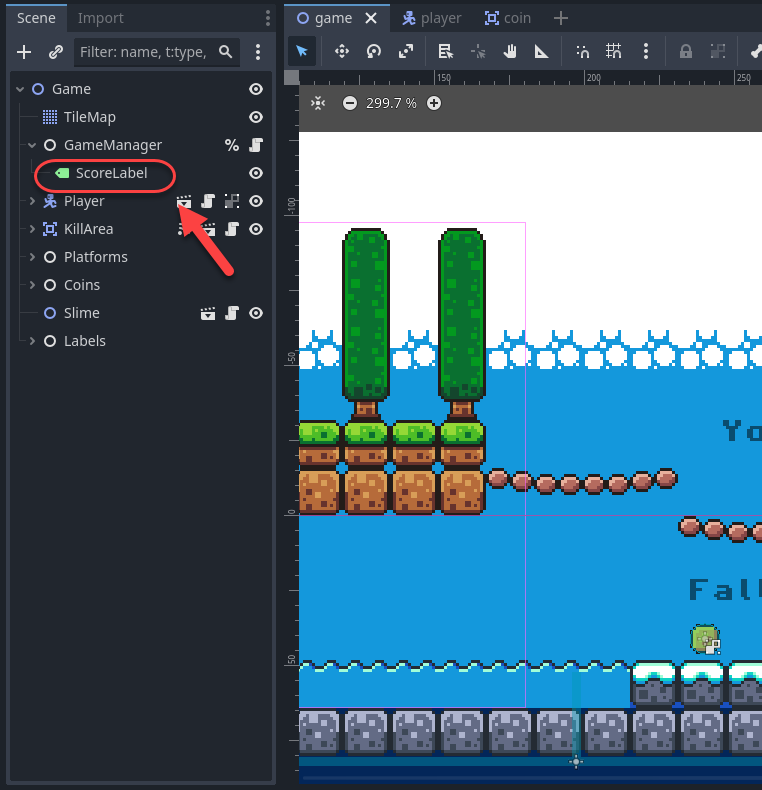 Scene Import
game player coin
Filter: name, t:type,
150 200 250
299.7 %
Game
TileMap
GameManager %
ScoreLabel
Player
KillArea
Platforms
Coins
Slime
Labels
-100
-50
0
50
Yo
Fall